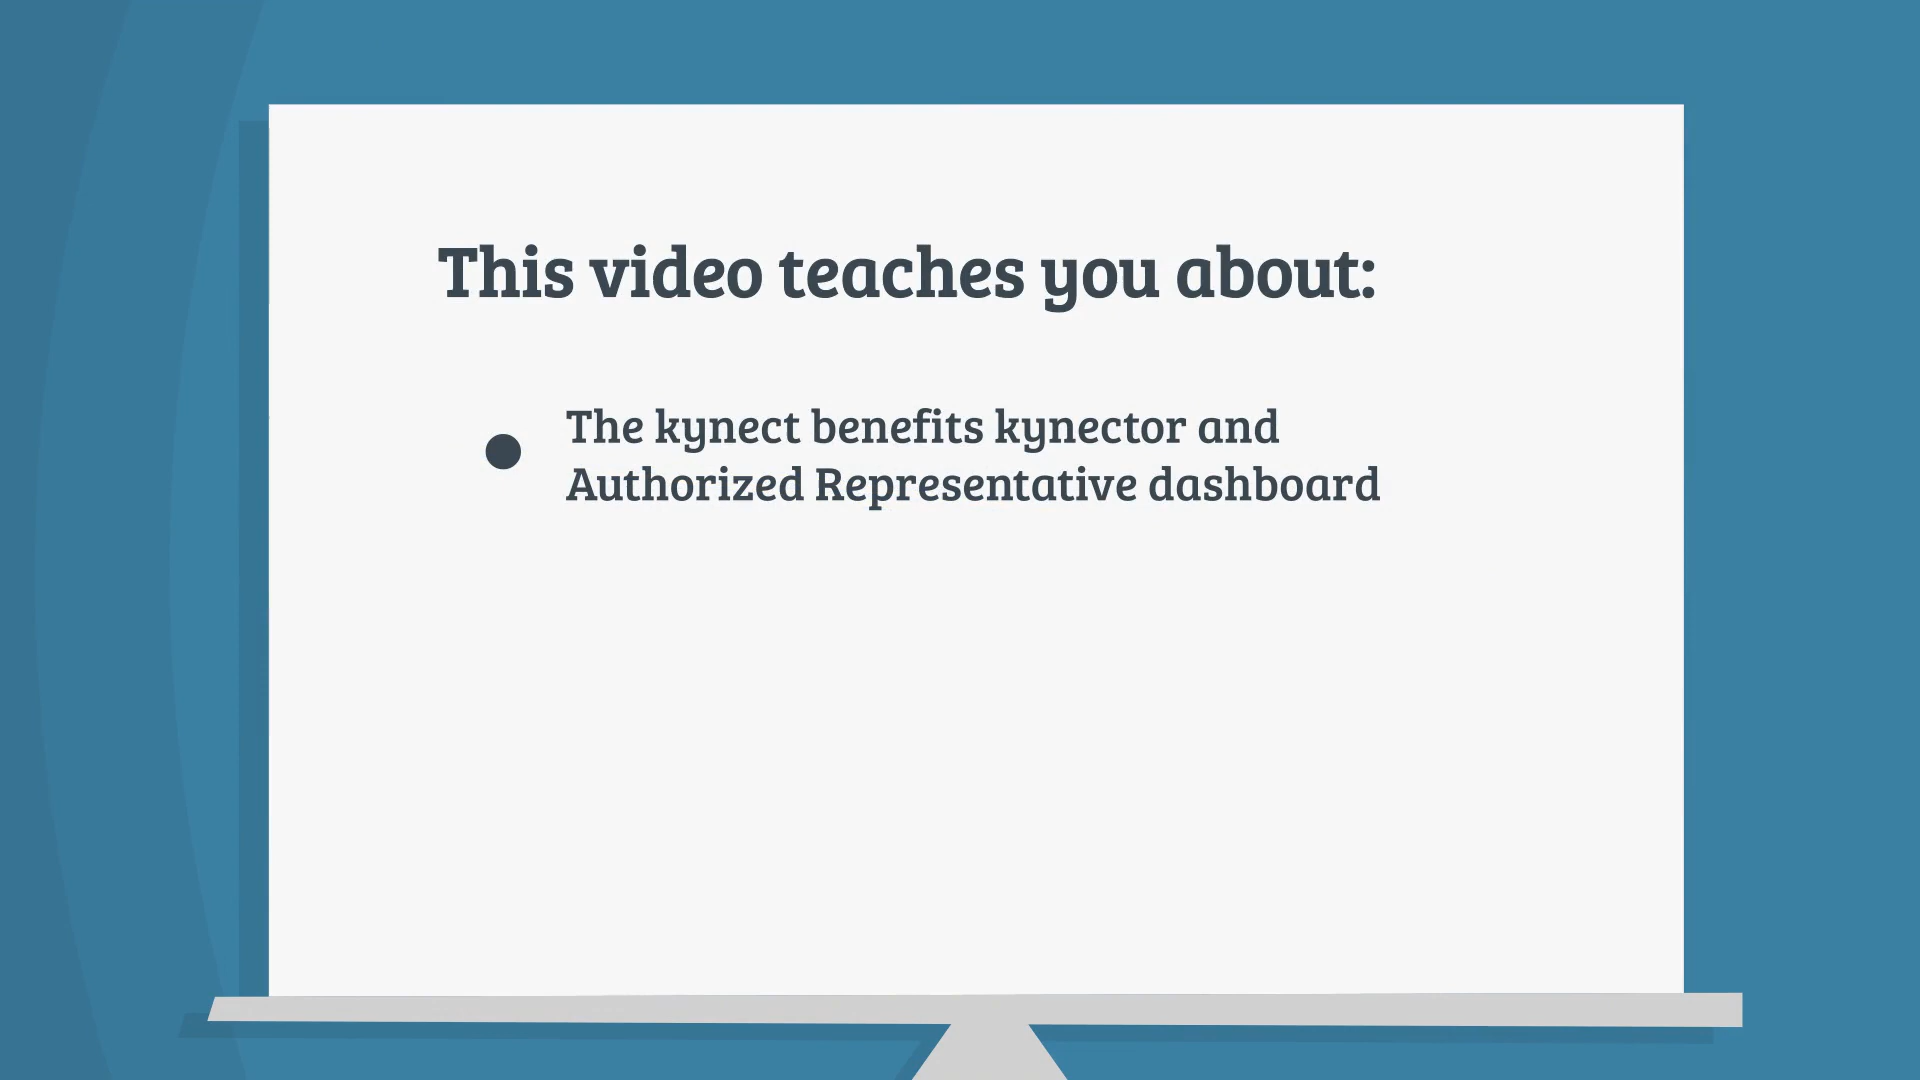 This video teaches you about:
● The kynect benefits kynector and
Authorized Representative dashboard